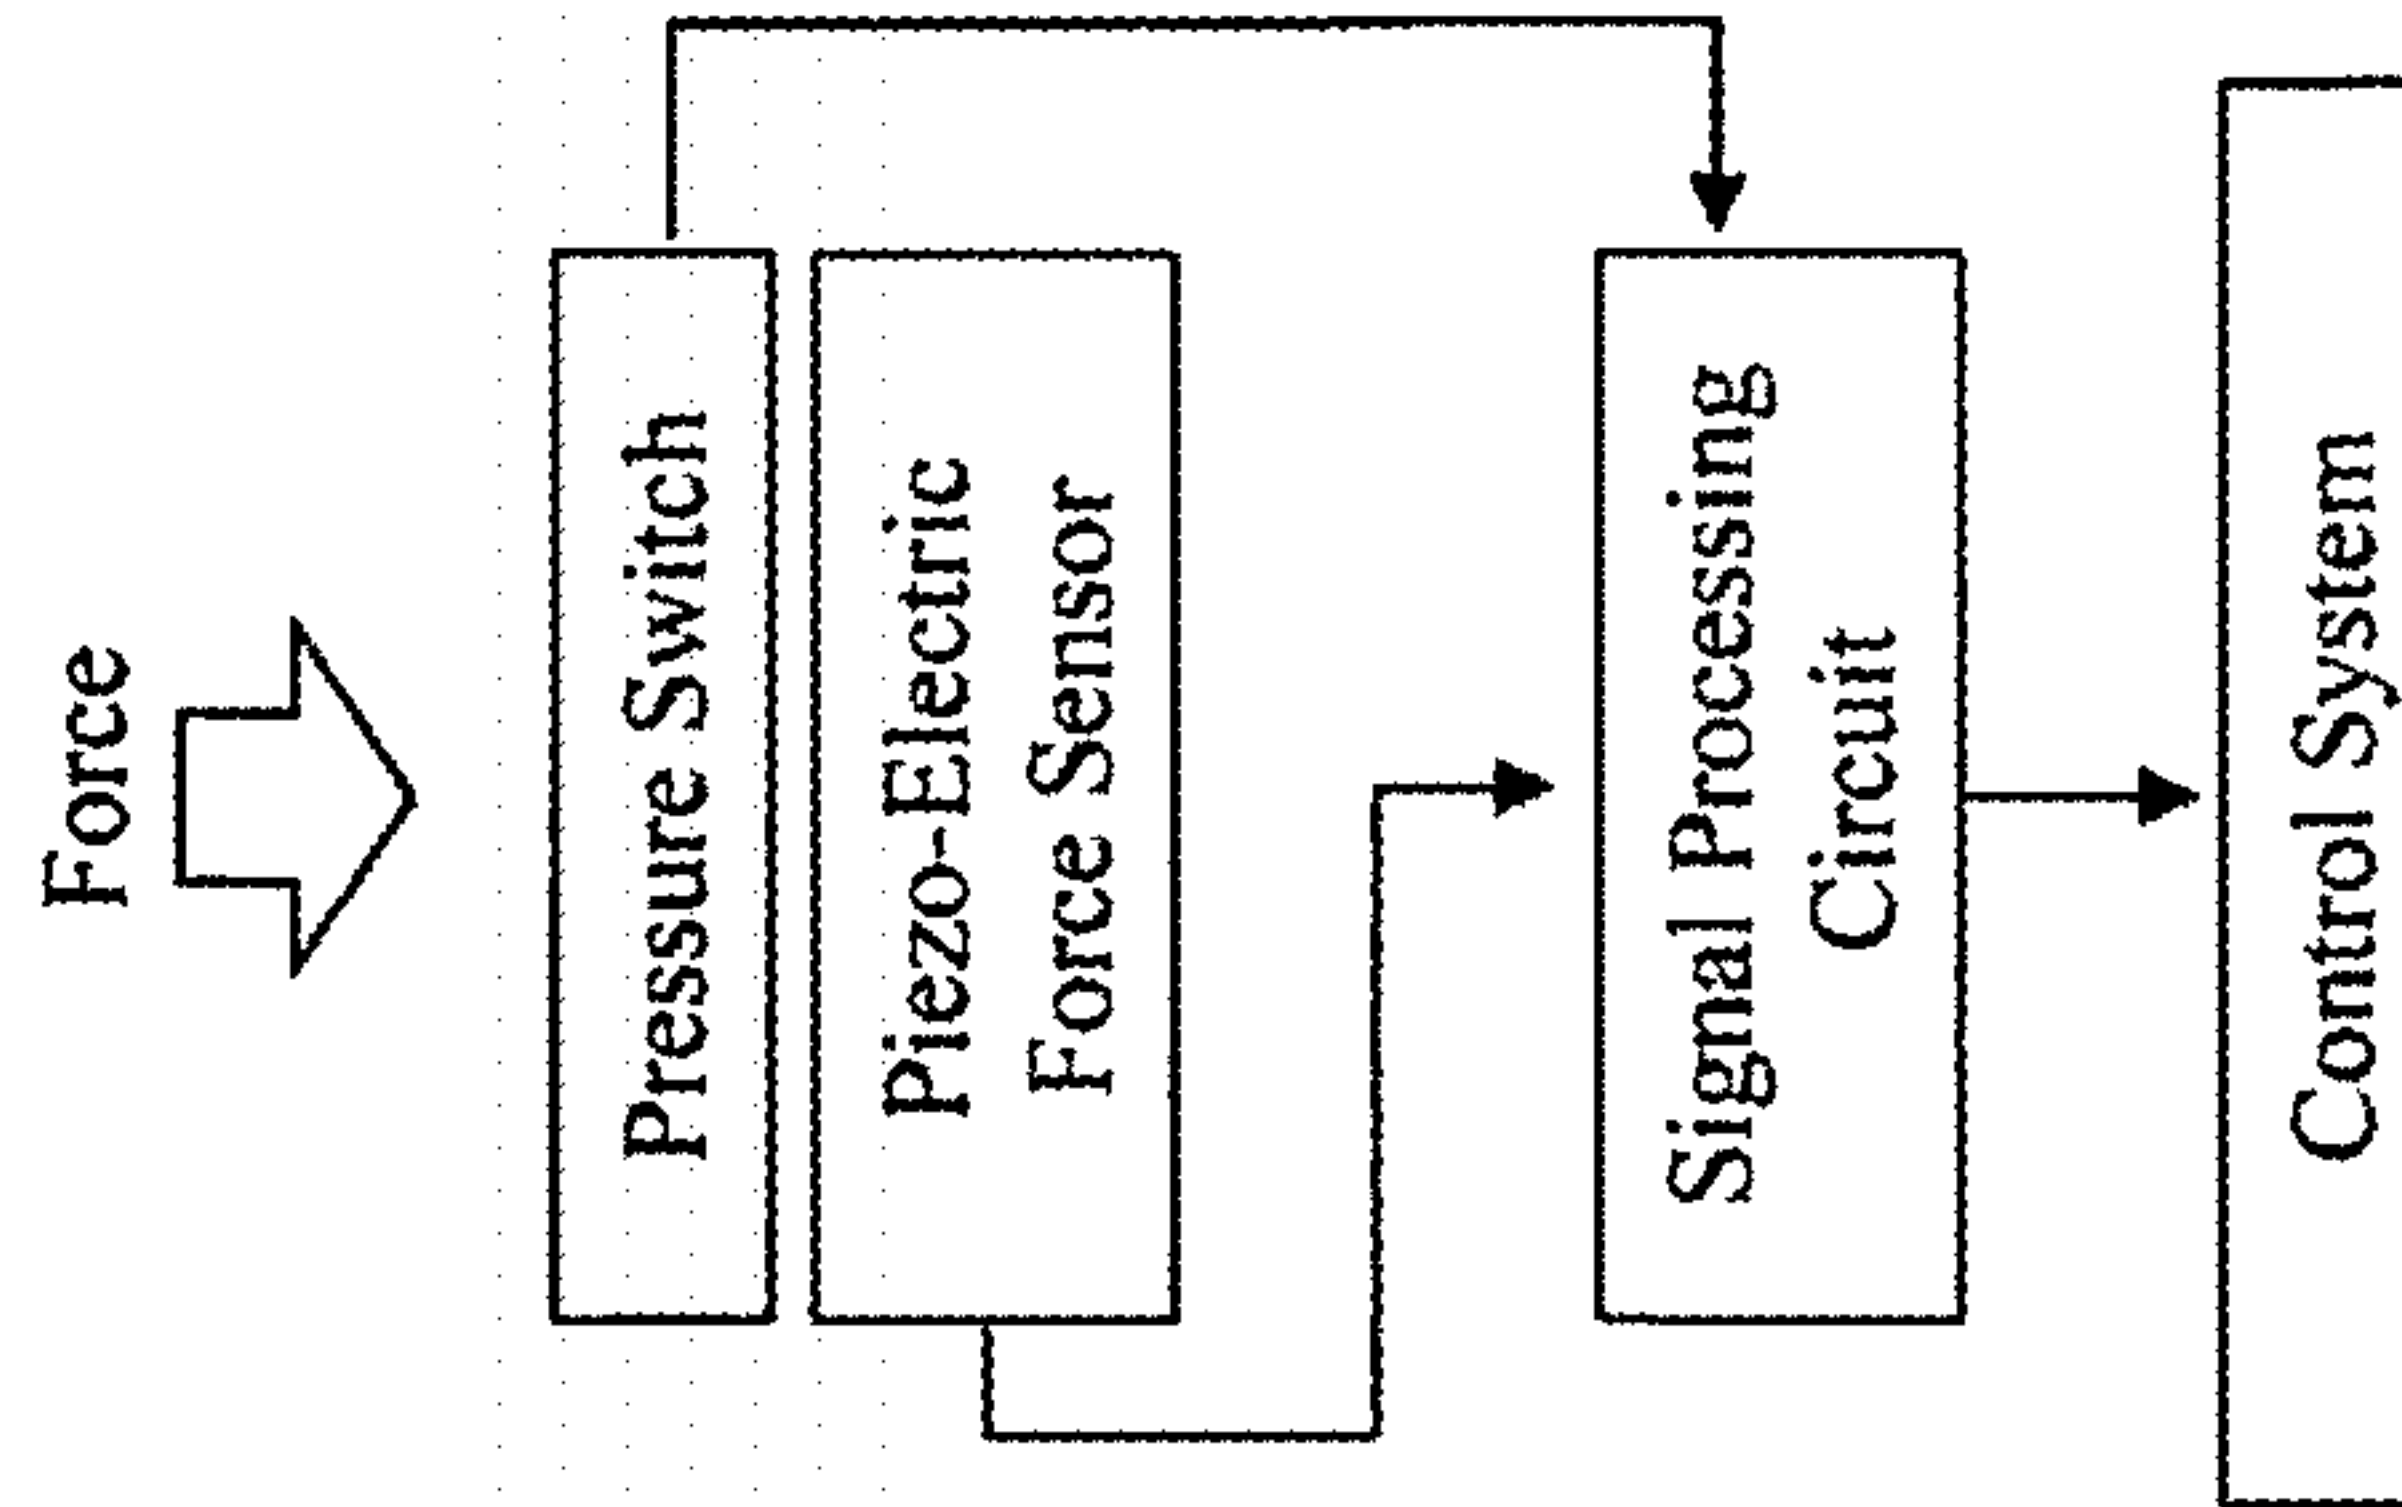 Force
Pressure Switch
Piezo-Electric
Force Sensor
Signal Processing
Circuit
Control System